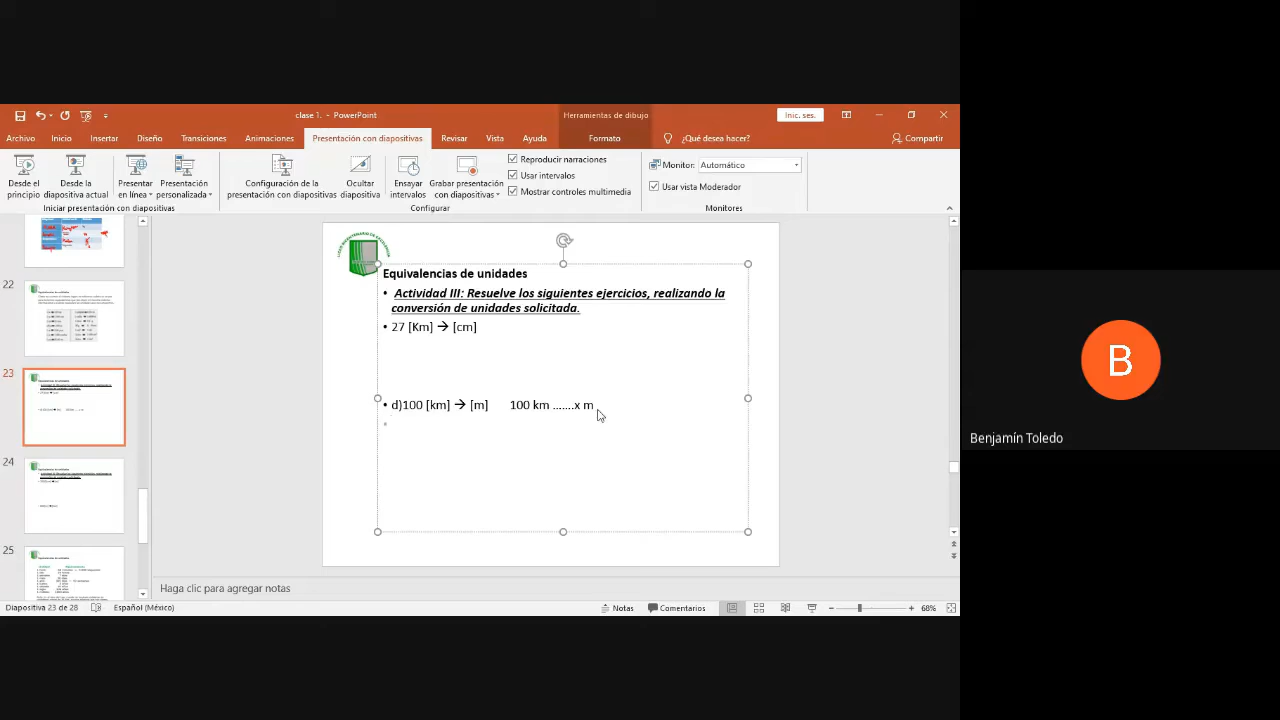 clase 1. - PowerPoint
Herramientas de dibujo
Inic. ses.
Archivo Inicio Insertar Diseño Transiciones Animaciones Presentación con diapositivas Revisar Vista Ayuda Formato ¿Qué desea hacer? Compartir
Desde el principio
Desde la diapositiva actual
Presentar en línea
Presentación personalizada
Iniciar presentación con diapositivas
Configuración de la presentación con diapositivas
Ocultar diapositiva
Ensayar intervalos
Grabar presentación con diapositivas
Reproducir narraciones
Usar intervalos
Mostrar controles multimedia
Configurar
Monitor: Automático
Usar vista Moderador
Monitores
22
23
24
25
Equivalencias de unidades
• Actividad III: Resuelve los siguientes ejercicios, realizando la
conversión de unidades solicitada.
• 27 [Km] → [cm]
• d)100 [km] → [m] 100 km .......x m
Haga clic para agregar notas
Diapositiva 23 de 28 Español (México) Notas Comentarios 68%
B
Benjamín Toledo